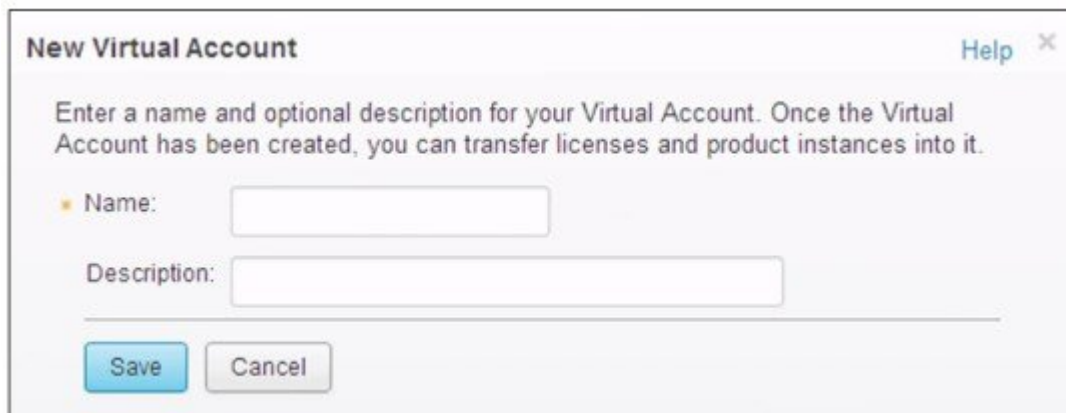 New Virtual Account
Help ×
Enter a name and optional description for your Virtual Account. Once the Virtual
Account has been created, you can transfer licenses and product instances into it.
* Name:
Description:
Save Cancel